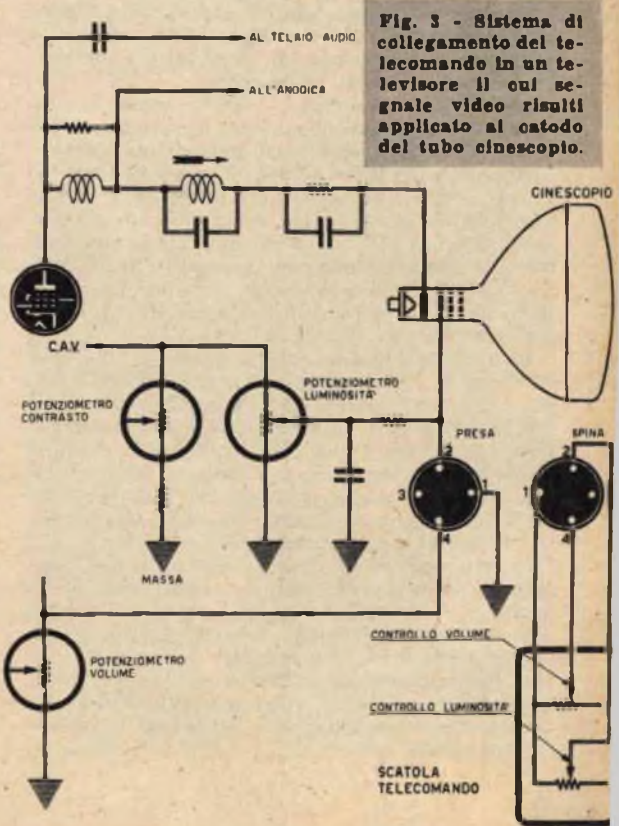 Fig. 3 - Sistema di
collegamento del te-
lecomando in un te-
levisore il cui se-
gnale video risulti
applicato al catodo
del tubo cinescopio.
AL TELAIO AUDIO
ALL'ANODICA
CINESCOPIO
C.A.V.
POTENZIOMETRO
CONTRASTO
POTENZIOMETRO
LUMINOSITA'
PRESA
SPINA
2
3
1
4
2
1
4
MASSA
POTENZIOMETRO
VOLUME
CONTROLLO VOLUME
CONTROLLO LUMINOSITA'
SCATOLA
TELECOMANDO